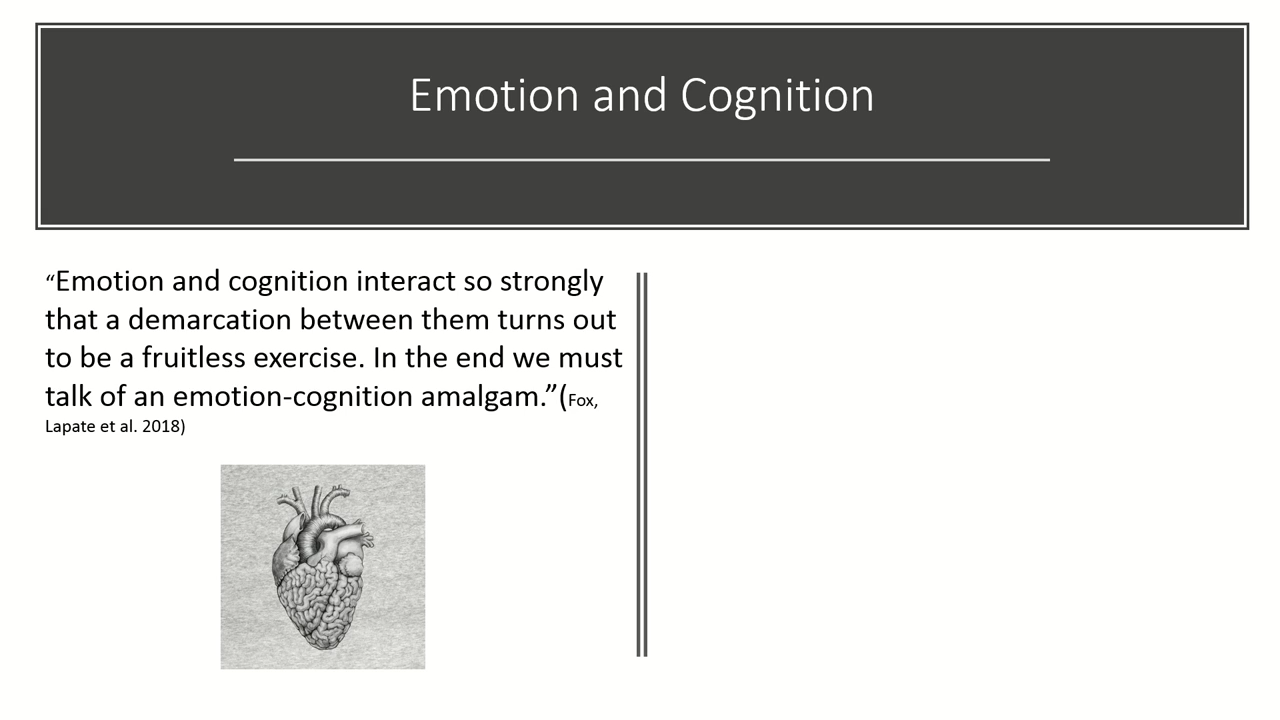 Emotion and Cognition
“Emotion and cognition interact so strongly
that a demarcation between them turns out
to be a fruitless exercise. In the end we must
talk of an emotion-cognition amalgam.”(Fox,
Lapate et al. 2018)